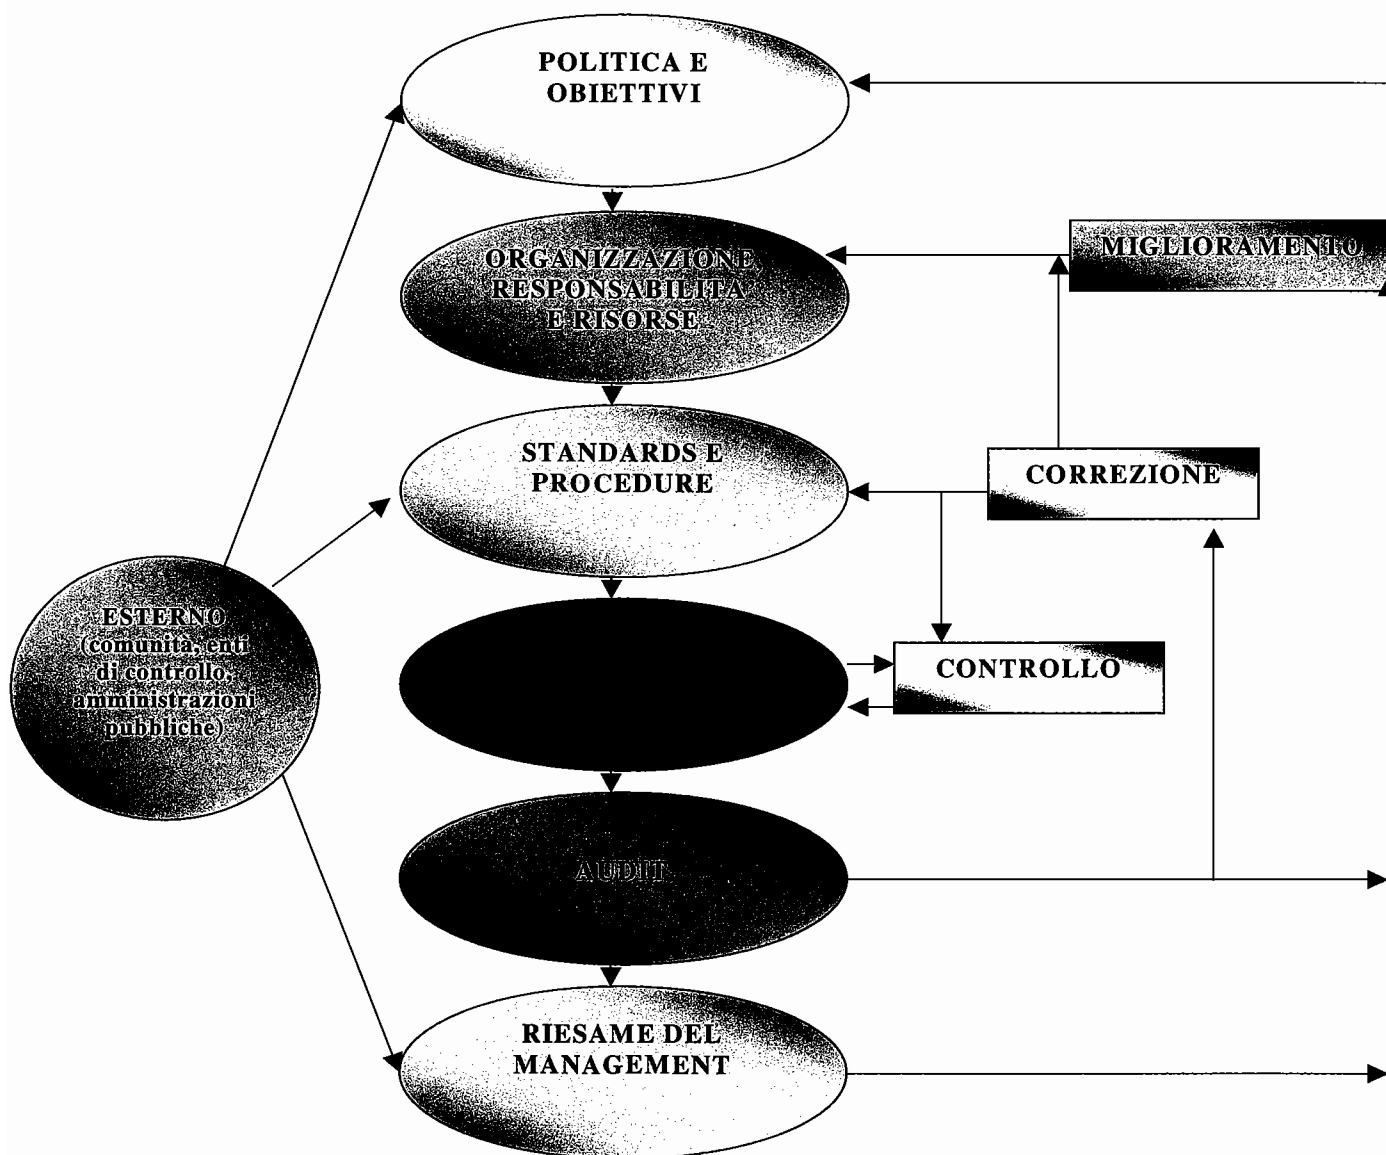 POLITICA E
OBIETTIVI
ORGANIZZAZIONE
RESPONSABILITA
E RISORSE
MIGLIORAMENTO
STANDARDS E
PROCEDURE
CORREZIONE
ESTERNO
(comunità, enti
di controllo,
amministrazioni
pubbliche)
CONTROLLO
AUDIT
RIESAME DEL
MANAGEMENT